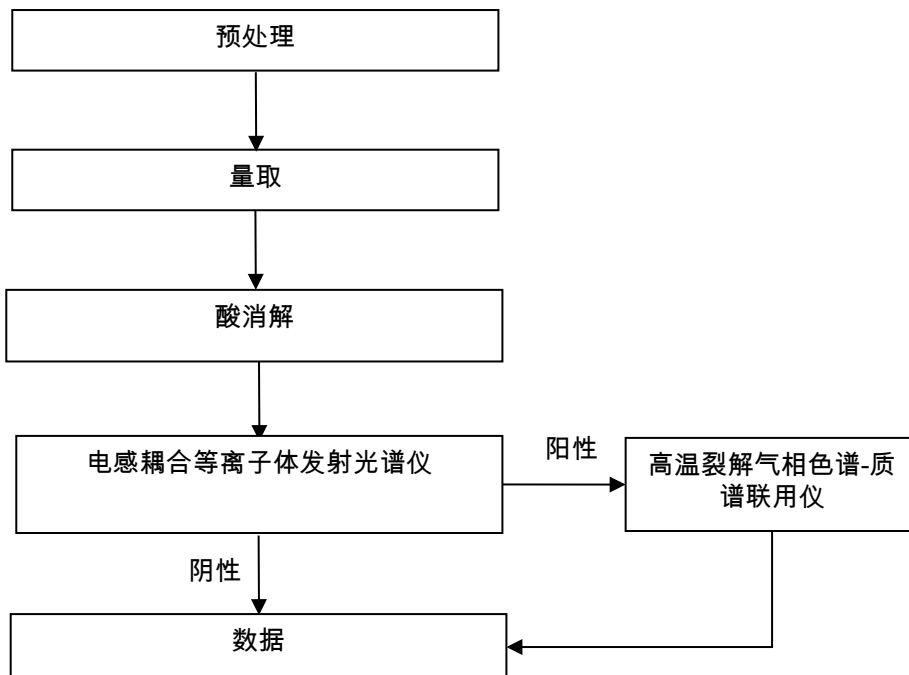 预处理
量取
酸消解
电感耦合等离子体发射光谱仪
阳性
高温裂解气相色谱-质
谱联用仪
阴性
数据